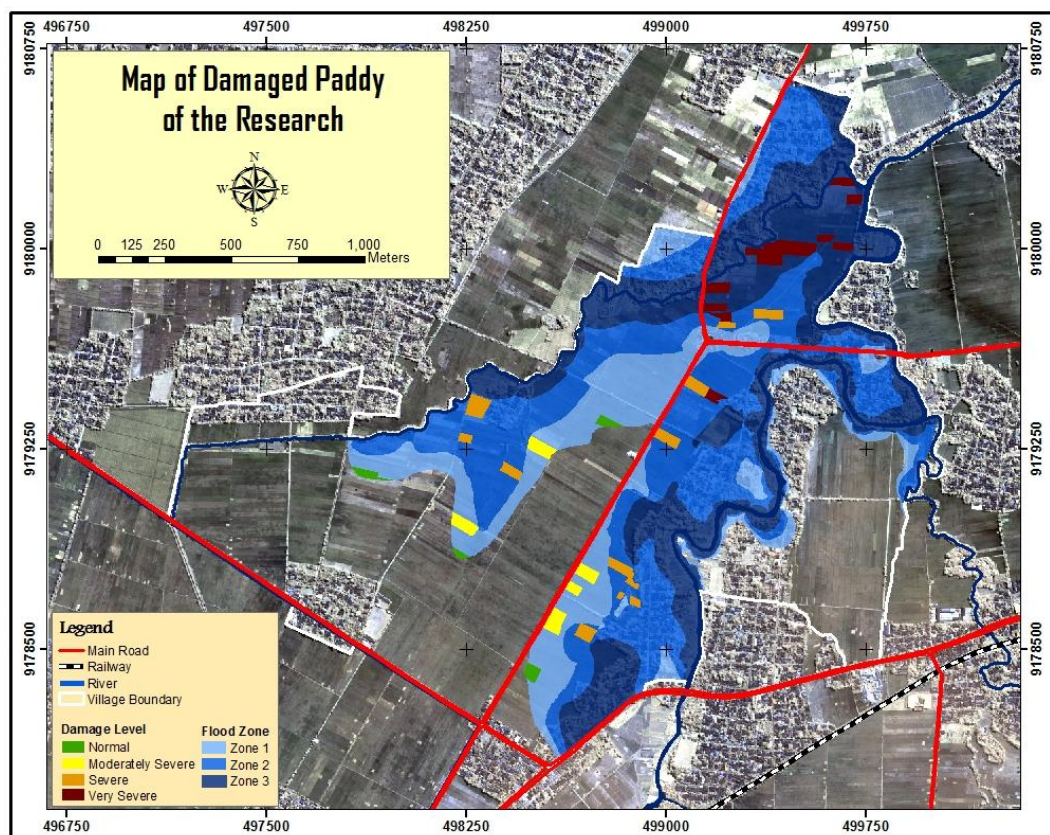 496750 497500 498250 499000 499750
9180750 9180750
Map of Damaged Paddy
of the Research
N
W E
S
0 125 250 500 750 1,000
Meters
9180000 9180000
9179250 9179250
9178500 9178500
Legend
Main Road
Railway
River
Village Boundary
Damage Level
Normal
Moderately Severe
Severe
Very Severe
Flood Zone
Zone 1
Zone 2
Zone 3
496750 497500 498250 499000 499750